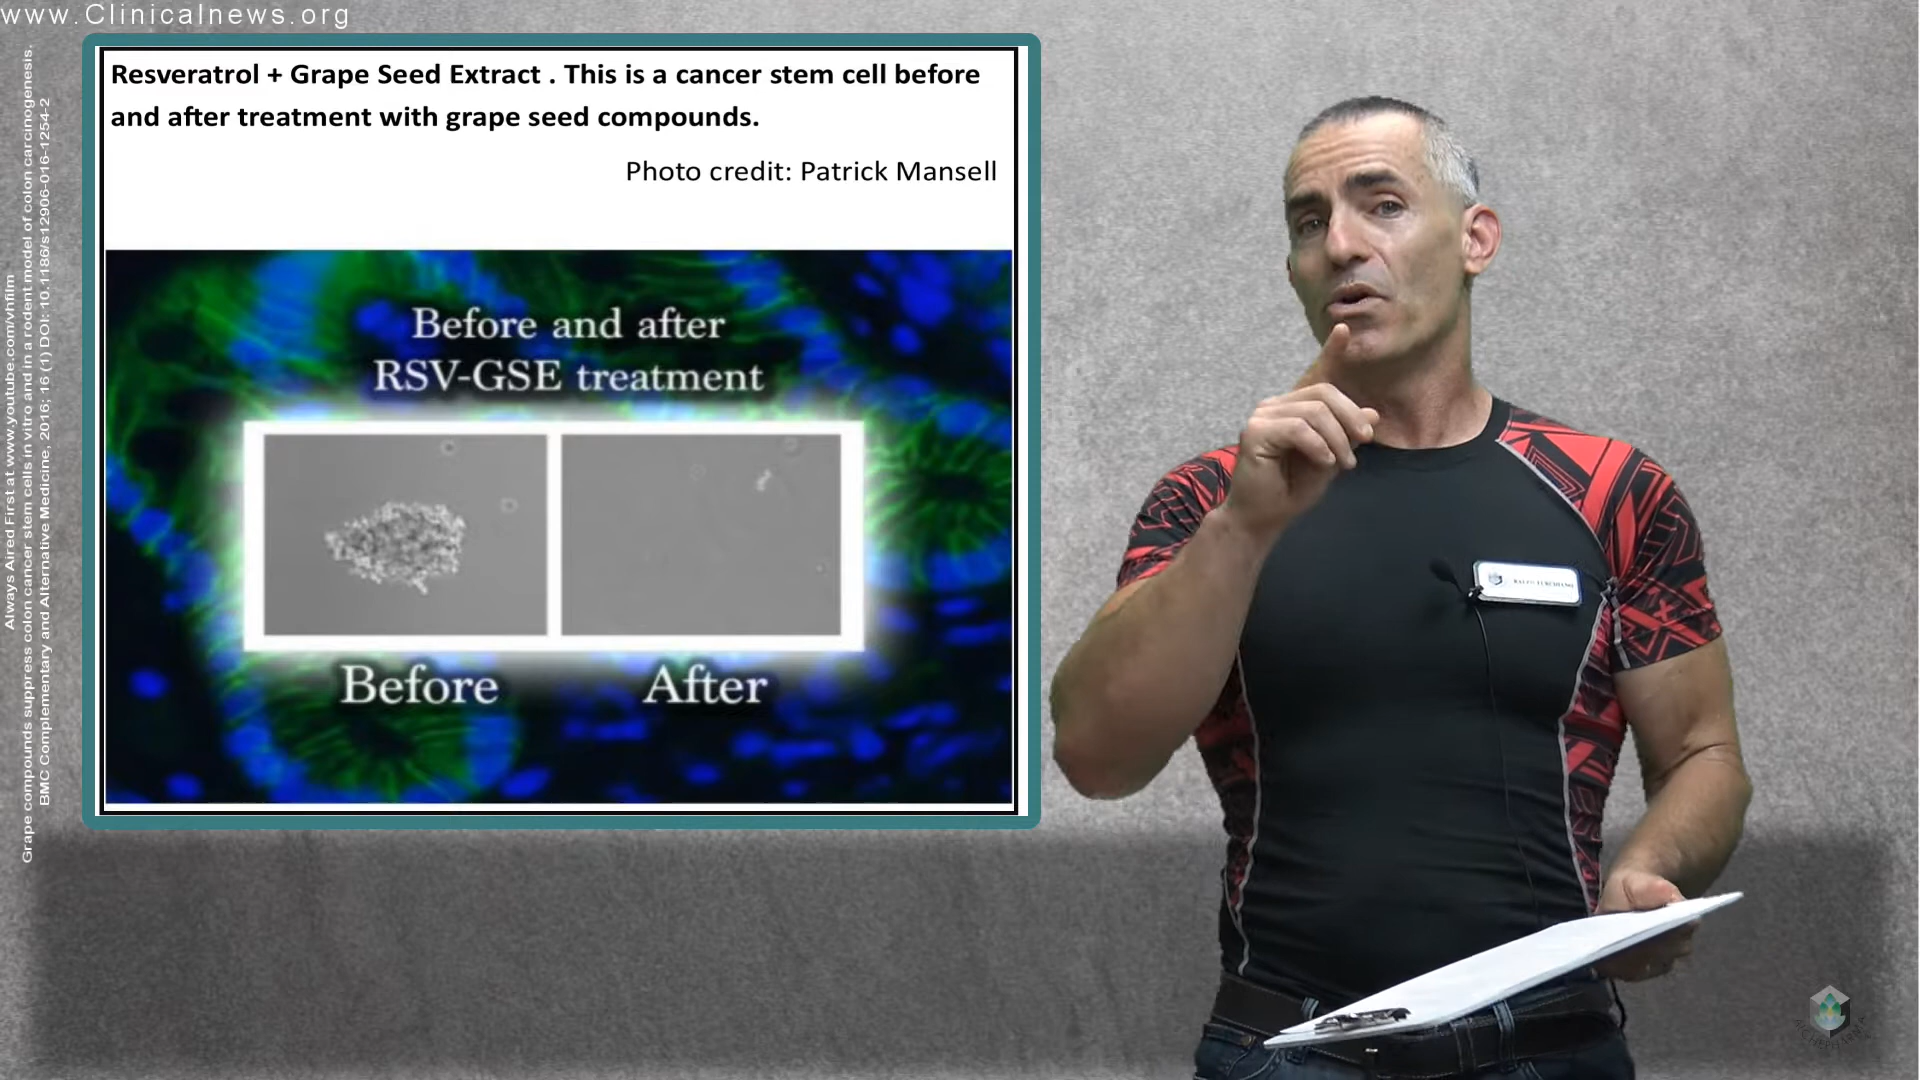 www.Clinicalnews.org
Always Aired First at www.youtube.com/vhfilm
Grape compounds suppress colon cancer stem cells in vitro and in a rodent model of colon carcinogenesis.
BMC Complementary and Alternative Medicine, 2016; 16 (1) DOI: 10.1186/s12906-016-1254-2
Resveratrol + Grape Seed Extract . This is a cancer stem cell before
and after treatment with grape seed compounds.
Photo credit: Patrick Mansell
Before and after
RSV-GSE treatment
Before
After